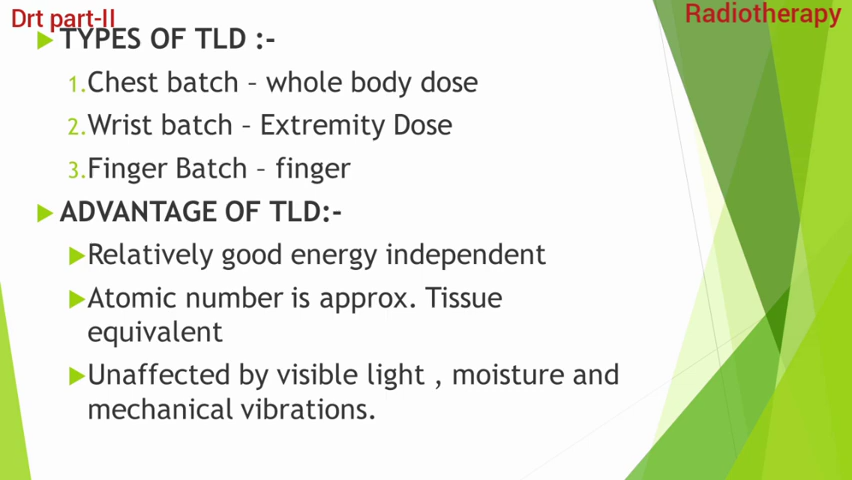 Drt part-II
Radiotherapy
TYPES OF TLD :-
1.Chest batch – whole body dose
2.Wrist batch – Extremity Dose
3.Finger Batch – finger
ADVANTAGE OF TLD:-
Relatively good energy independent
Atomic number is approx. Tissue
equivalent
Unaffected by visible light , moisture and
mechanical vibrations.